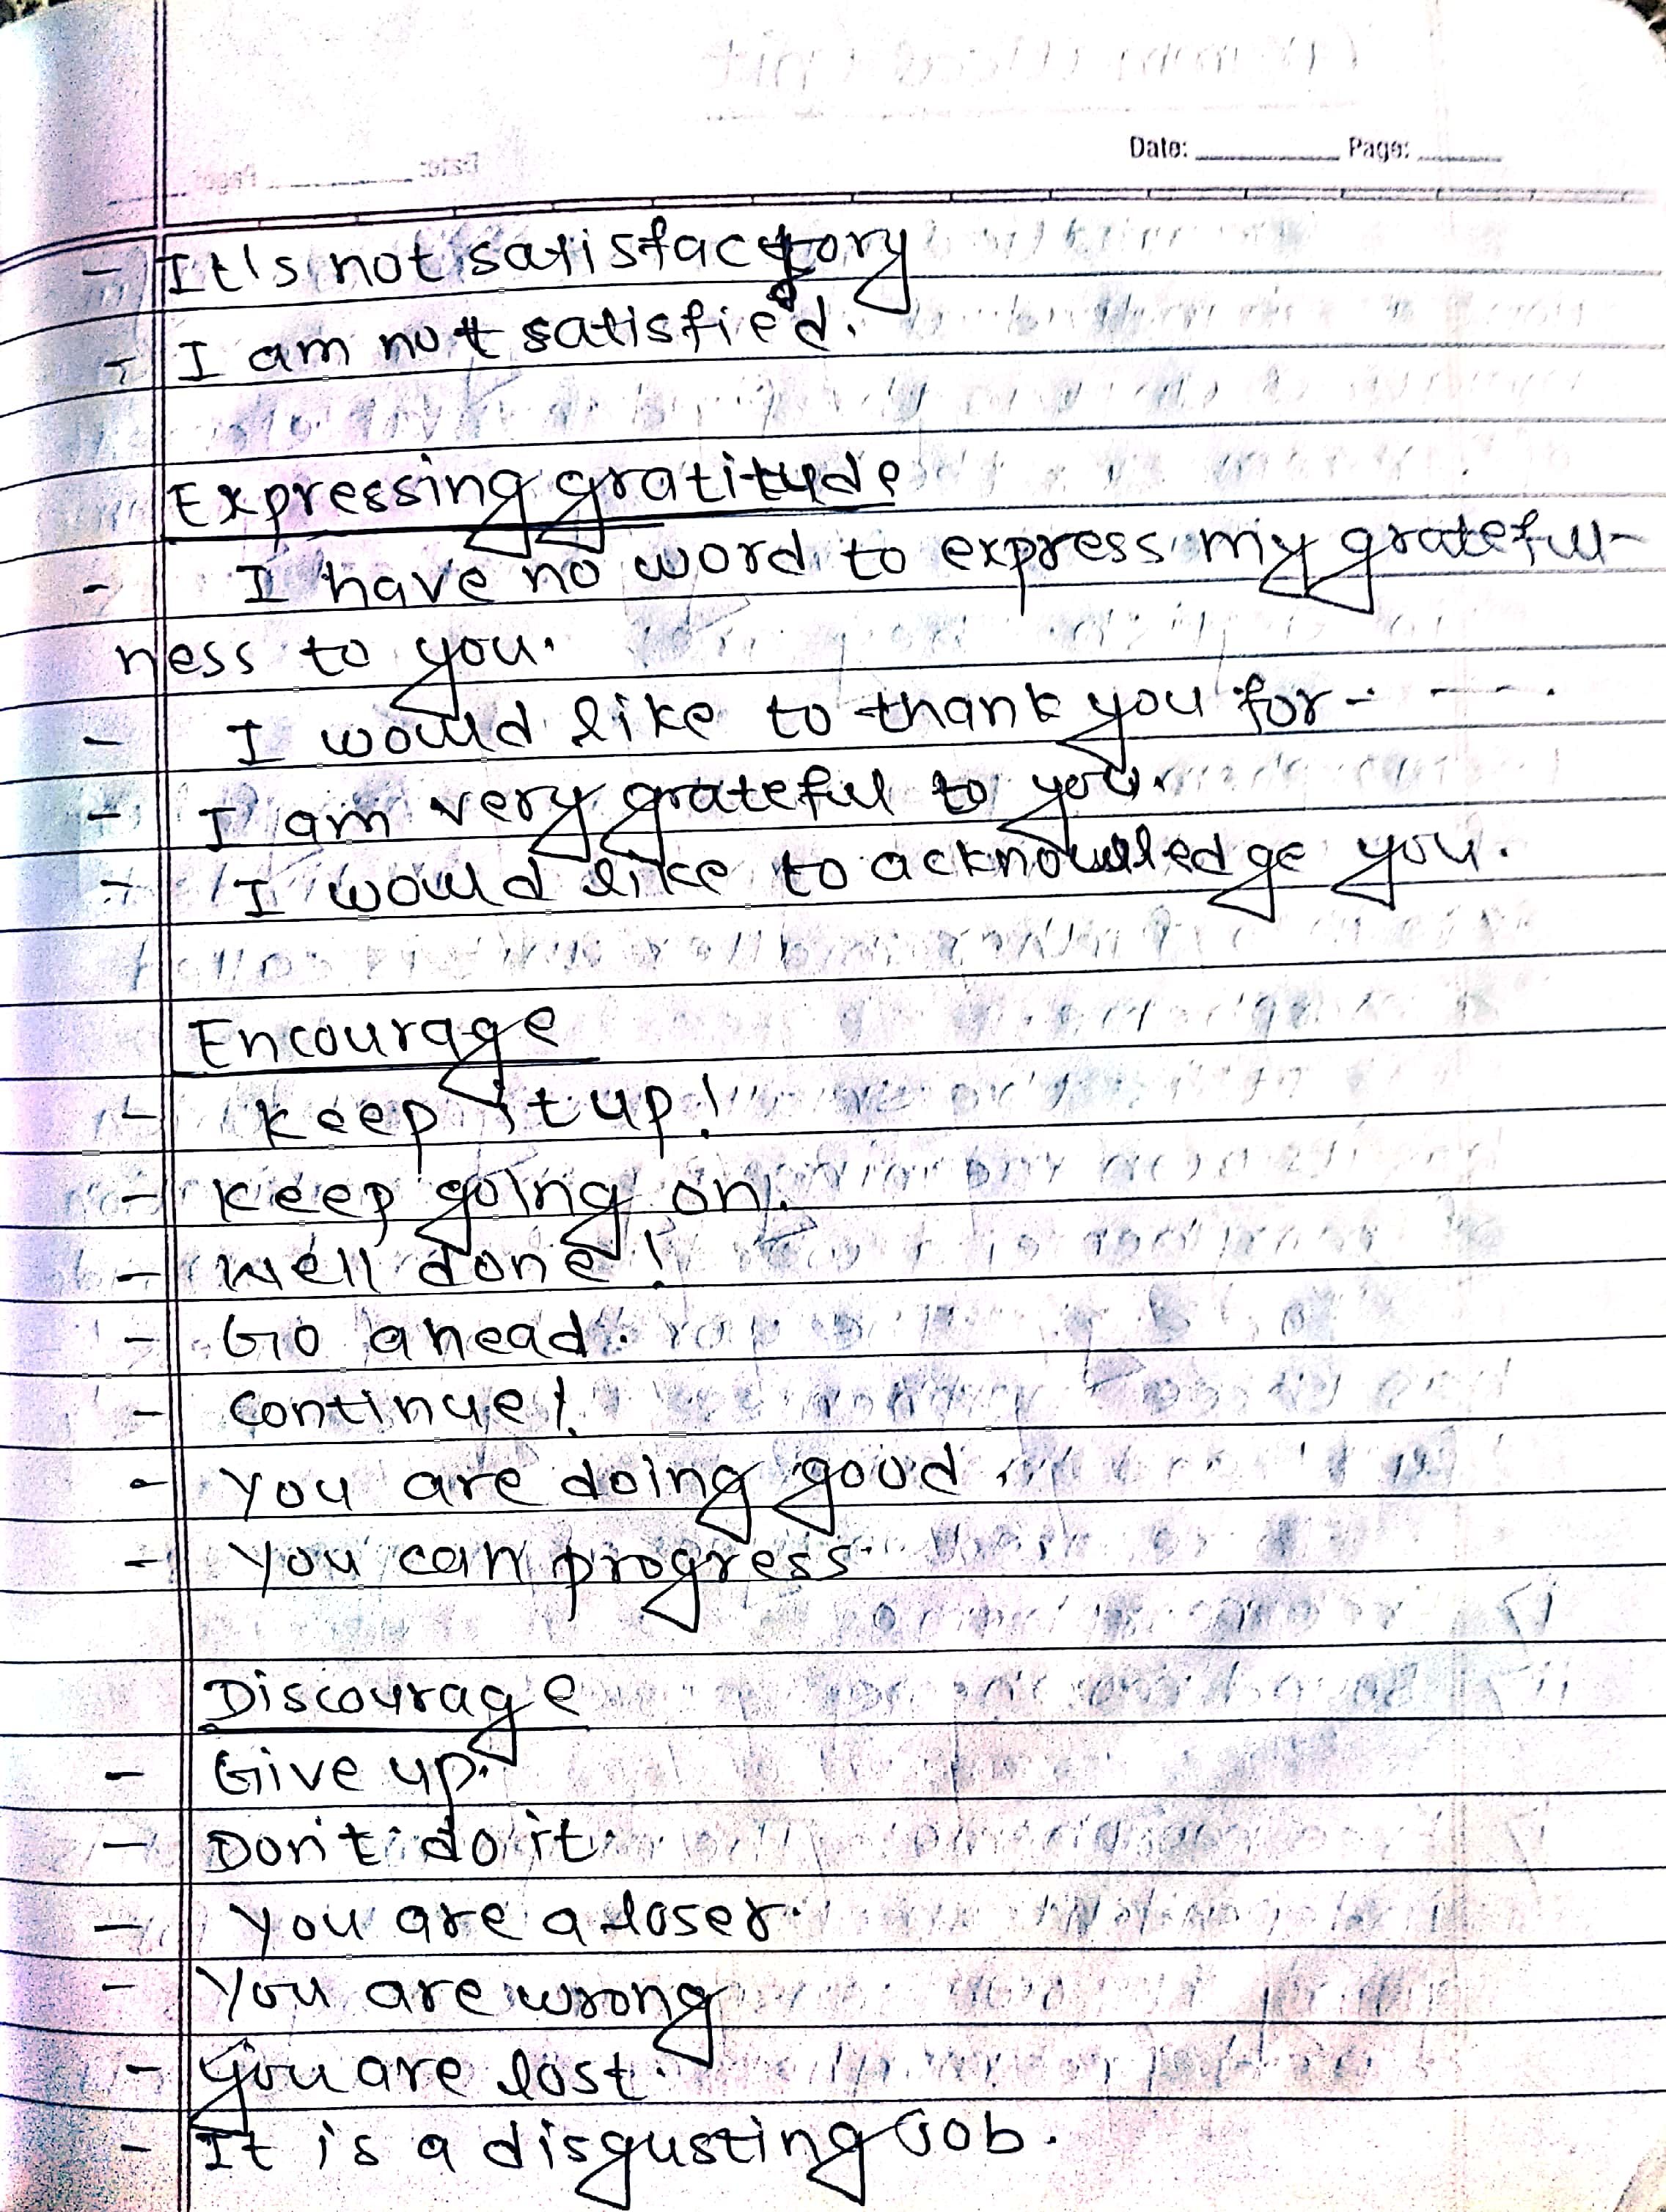 Date: Page:
- It's not satisfactory
- I am not satisfied.
Expressing gratitude
- I have no word to express my grateful-
ness to you.
- I would like to thank you for - - - - .
- I am very grateful to you.
- I would like to acknowlledge you.
Encourage
- Keep it up!
- Keep going on.
- Well done!
- Go ahead.
- Continue!
- You are doing good.
- You can progress.
Discourage
- Give up.
- Don't do it.
- You are a loser.
- You are wrong
- You are lost.
- It is a disgusting Job.